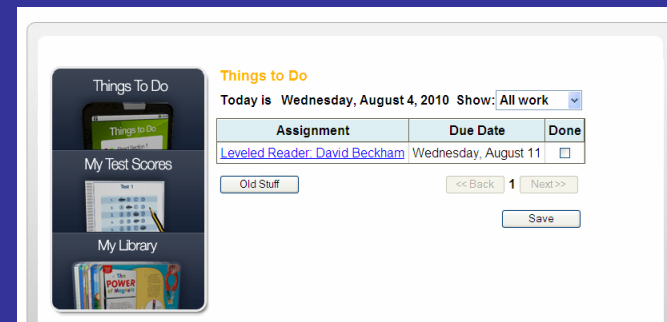 Things To Do
Things to Do
My Test Scores
Test 1
My Library
The
POWER
of Magnets
Things to Do
Today is Wednesday, August 4, 2010 Show: All work
Assignment Due Date Done
Leveled Reader: David Beckham Wednesday, August 11
Old Stuff << Back 1 Next >>
Save